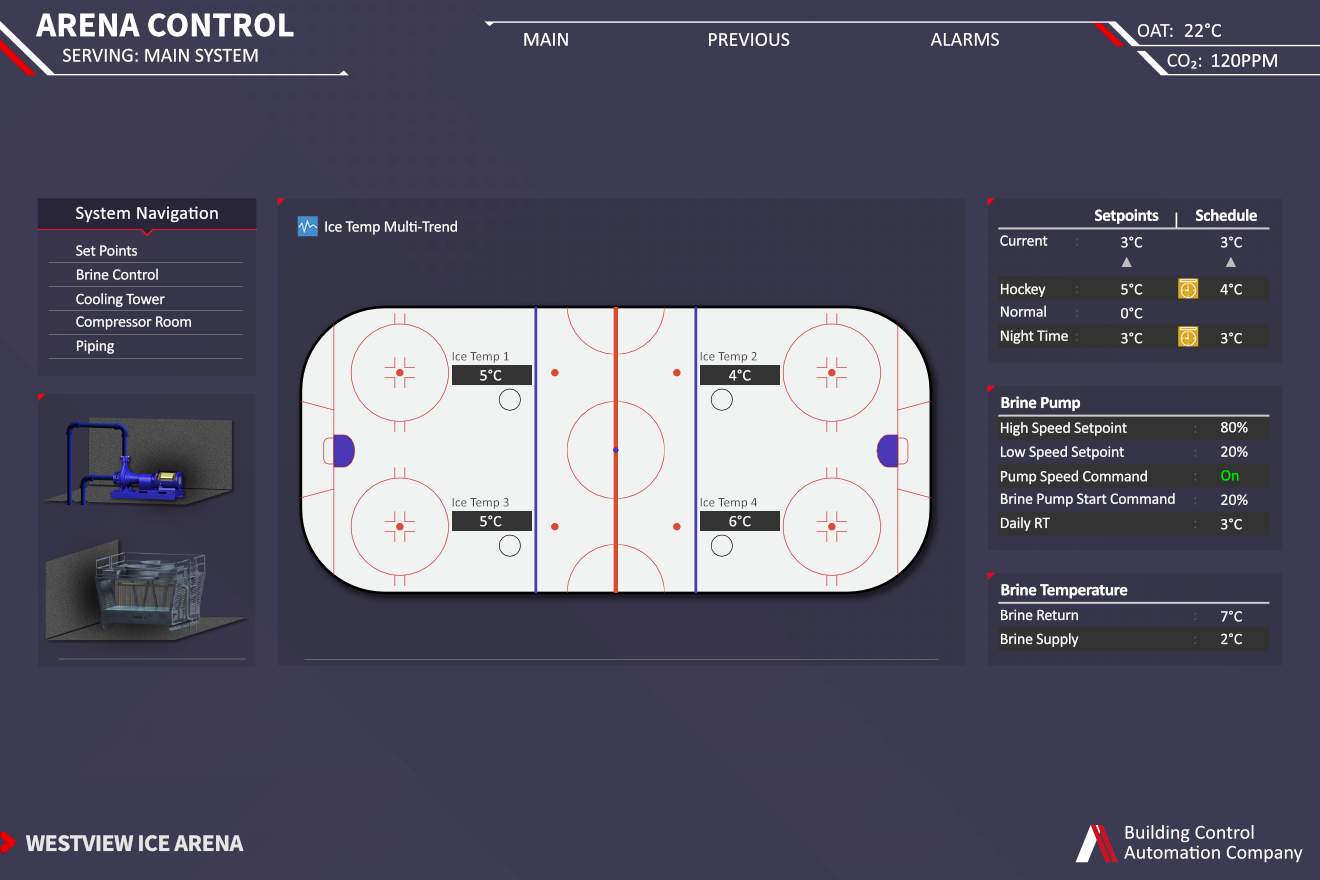 ARENA CONTROL
SERVING: MAIN SYSTEM
MAIN PREVIOUS ALARMS
OAT: 22°C
CO₂: 120PPM
System Navigation
Set Points
Brine Control
Cooling Tower
Compressor Room
Piping
Ice Temp Multi-Trend
Ice Temp 1
5°C
Ice Temp 2
4°C
Ice Temp 3
5°C
Ice Temp 4
6°C
Setpoints | Schedule
Current : 3°C 3°C
Hockey : 5°C 4°C
Normal : 0°C
Night Time : 3°C 3°C
Brine Pump
High Speed Setpoint : 80%
Low Speed Setpoint : 20%
Pump Speed Command : On
Brine Pump Start Command : 20%
Daily RT : 3°C
Brine Temperature
Brine Return : 7°C
Brine Supply : 2°C
WESTVIEW ICE ARENA
Building Control
Automation Company